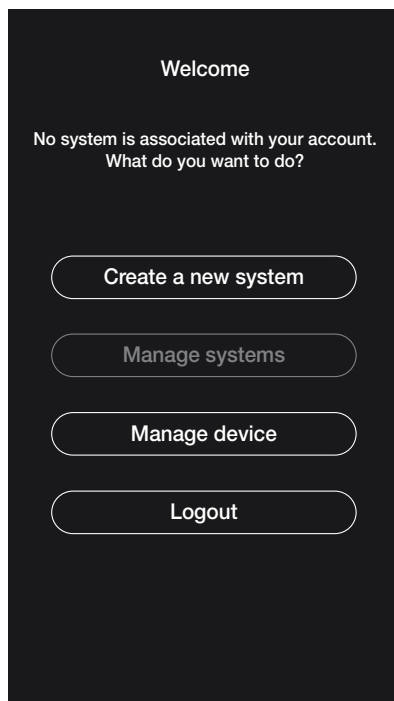 Welcome
No system is associated with your account.
What do you want to do?
Create a new system
Manage systems
Manage device
Logout